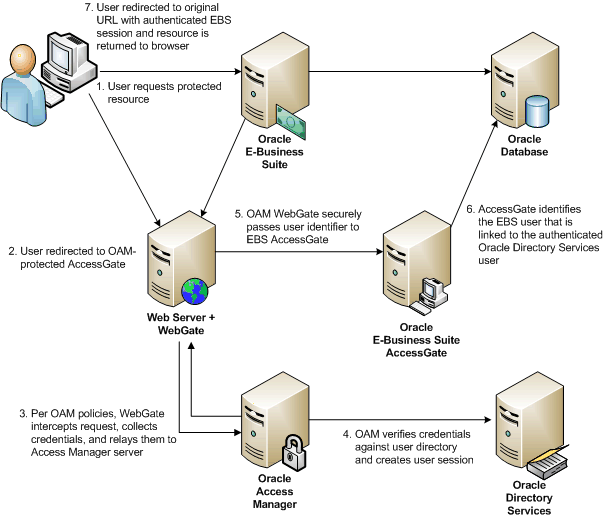 7. User redirected to original
URL with authenticated EBS
session and resource is
returned to browser
1. User requests protected
resource
Oracle
E-Business
Suite
Oracle
Database
2. User redirected to OAM-
protected AccessGate
5. OAM WebGate securely
passes user identifier to
EBS AccessGate
6. AccessGate identifies
the EBS user that is
linked to the authenticated
Oracle Directory Services
user
Web Server +
WebGate
Oracle
E-Business Suite
AccessGate
3. Per OAM policies, WebGate
intercepts request, collects
credentials, and relays them to
Access Manager server
4. OAM verifies credentials
against user directory
and creates user session
Oracle
Access
Manager
Oracle
Directory
Services